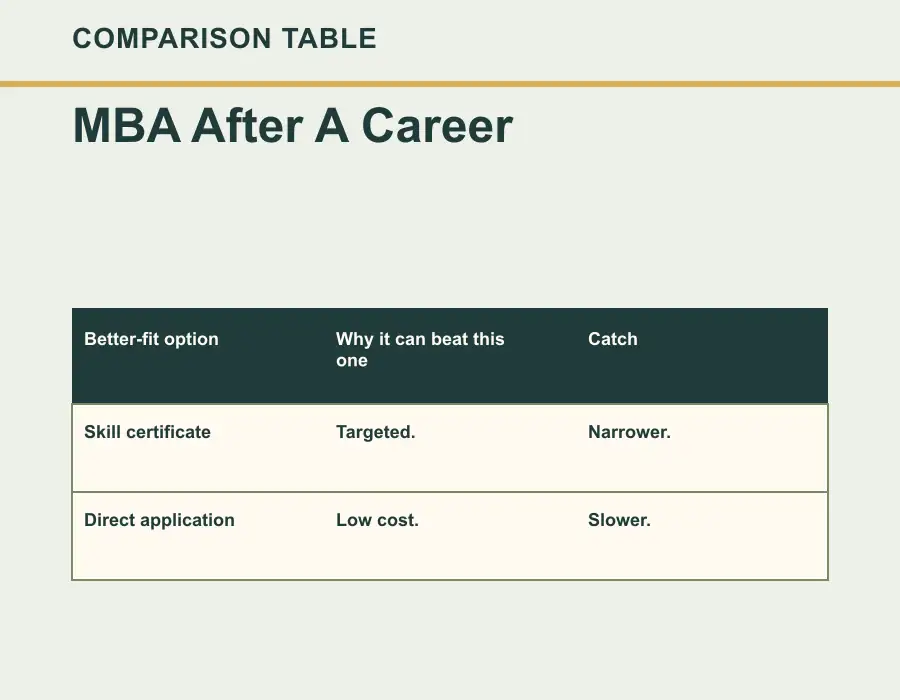 COMPARISON TABLE
MBA After A Career
Better-fit option
Why it can beat this
one
Catch
Skill certificate
Targeted.
Narrower.
Direct application
Low cost.
Slower.